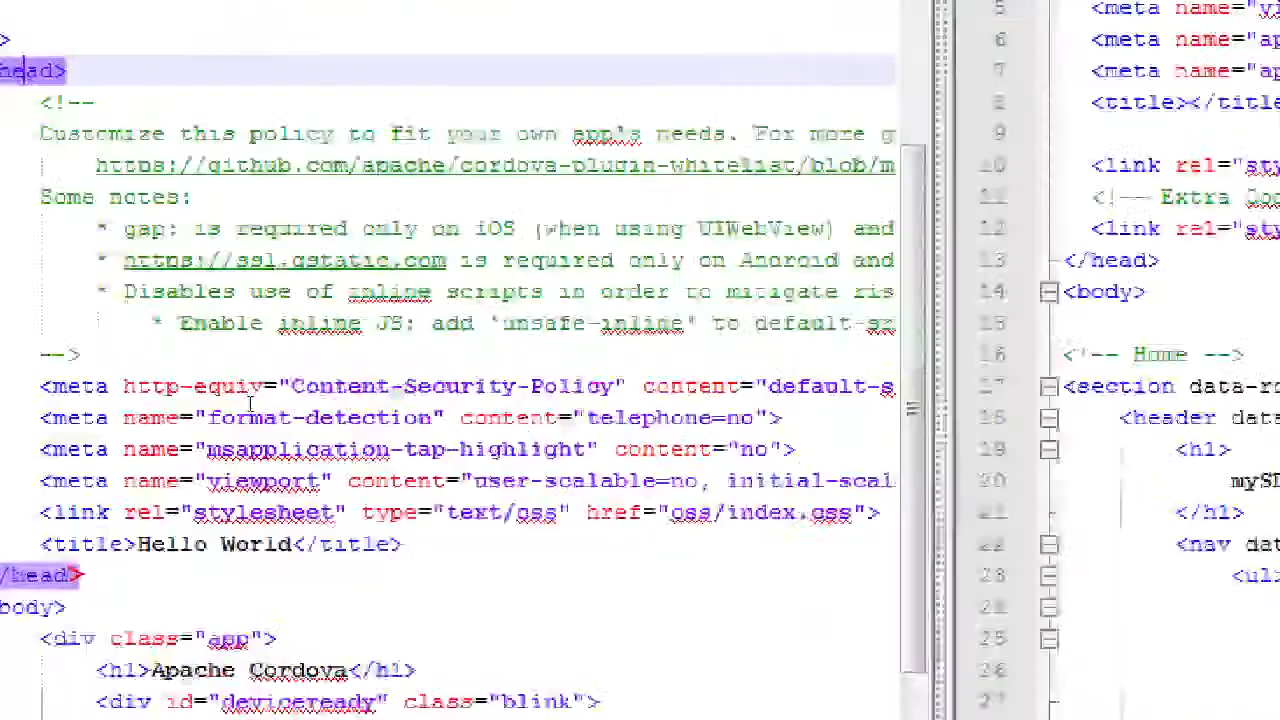 >
head>
<!--
Customize this policy to fit your own app's needs. For more g
https://github.com/apache/cordova-plugin-whitelist/blob/m
Some notes:
* gap: is required only on iOS (when using UIWebView) and
* https://ssl.gstatic.com is required only on Android and
* Disables use of inline scripts in order to mitigate ris
* Enable inline JS: add 'unsafe-inline' to default-sr
-->
<meta http-equiv="Content-Security-Policy" content="default-s
<meta name="format-detection" content="telephone=no">
<meta name="msapplication-tap-highlight" content="no">
<meta name="viewport" content="user-scalable=no, initial-scal
<link rel="stylesheet" type="text/css" href="css/index.css">
<title>Hello World</title>
/head>
body>
<div class="app">
<h1>Apache Cordova</h1>
<div id="deviceready" class="blink">
5 <meta name="vi
6 <meta name="ap
7 <meta name="ap
8 <title></title
9
10 <link rel="sty
11 <!-- Extra Coo
12 <link rel="sty
13 </head>
14 <body>
15
16 <!-- Home -->
17 <section data-ro
18 <header data
19 <h1>
20 mySD
21 </h1>
22 <nav dat
23 <ul
24
25
26
27